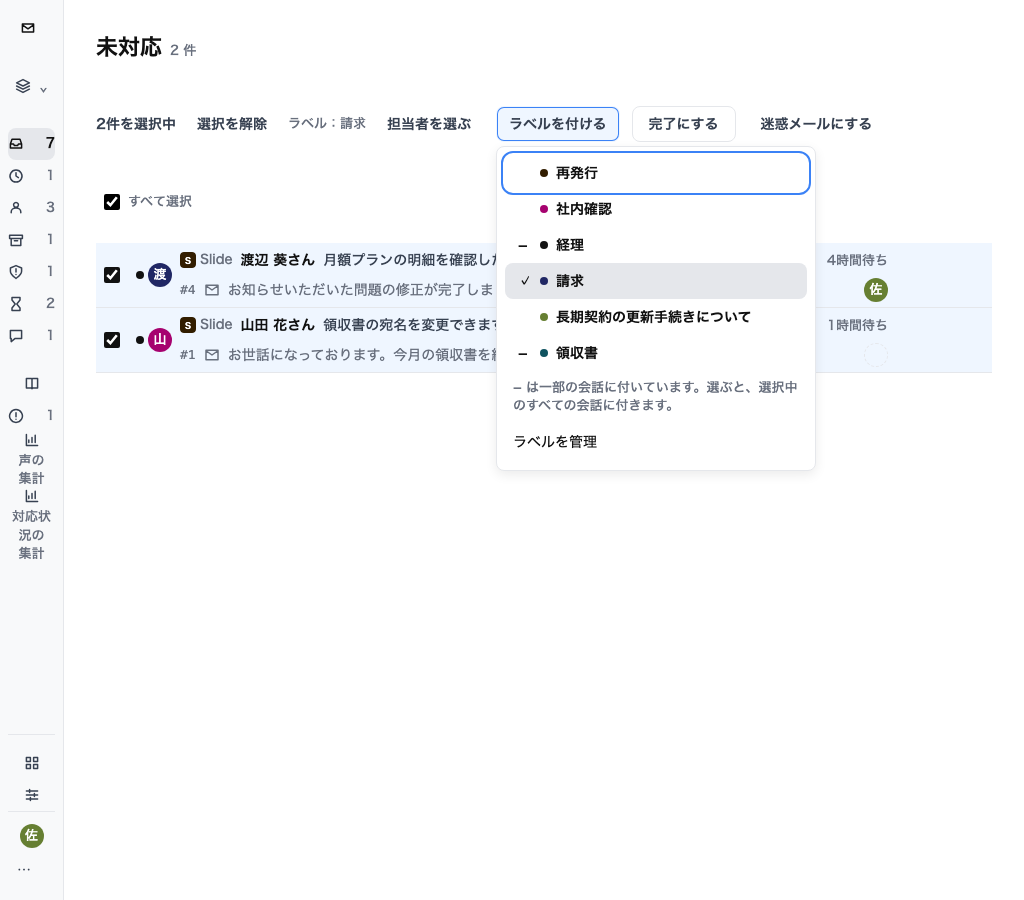 未対応 2 件
7
1
3
1
1
2
1
1
声の
集計
対応状
況の
集計
佐
…
2件を選択中 選択を解除 ラベル：請求 担当者を選ぶ ラベルを付ける 完了にする 迷惑メールにする
すべて選択
渡 S Slide 渡辺 葵さん 月額プランの明細を確認した 4時間待ち
#4 お知らせいただいた問題の修正が完了しま 佐
山 S Slide 山田 花さん 領収書の宛名を変更できます 1時間待ち
#1 お世話になっております。今月の領収書を
再発行
社内確認
– 経理
✓ 請求
長期契約の更新手続きについて
– 領収書
– は一部の会話に付いています。選ぶと、選択中
のすべての会話に付きます。
ラベルを管理